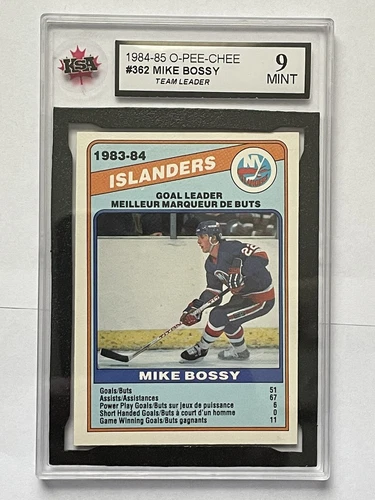 KSA
1984-85 O-PEE-CHEE
#362 MIKE BOSSY
TEAM LEADER
9
MINT
1983-84
ISLANDERS
NY
GOAL LEADER
MEILLEUR MARQUEUR DE BUTS
22
MIKE BOSSY
Goals/Buts 51
Assists/Assistances 67
Power Play Goals/Buts sur jeux de puissance 6
Short Handed Goals/Buts à court d'un homme 0
Game Winning Goals/Buts gagnants 11